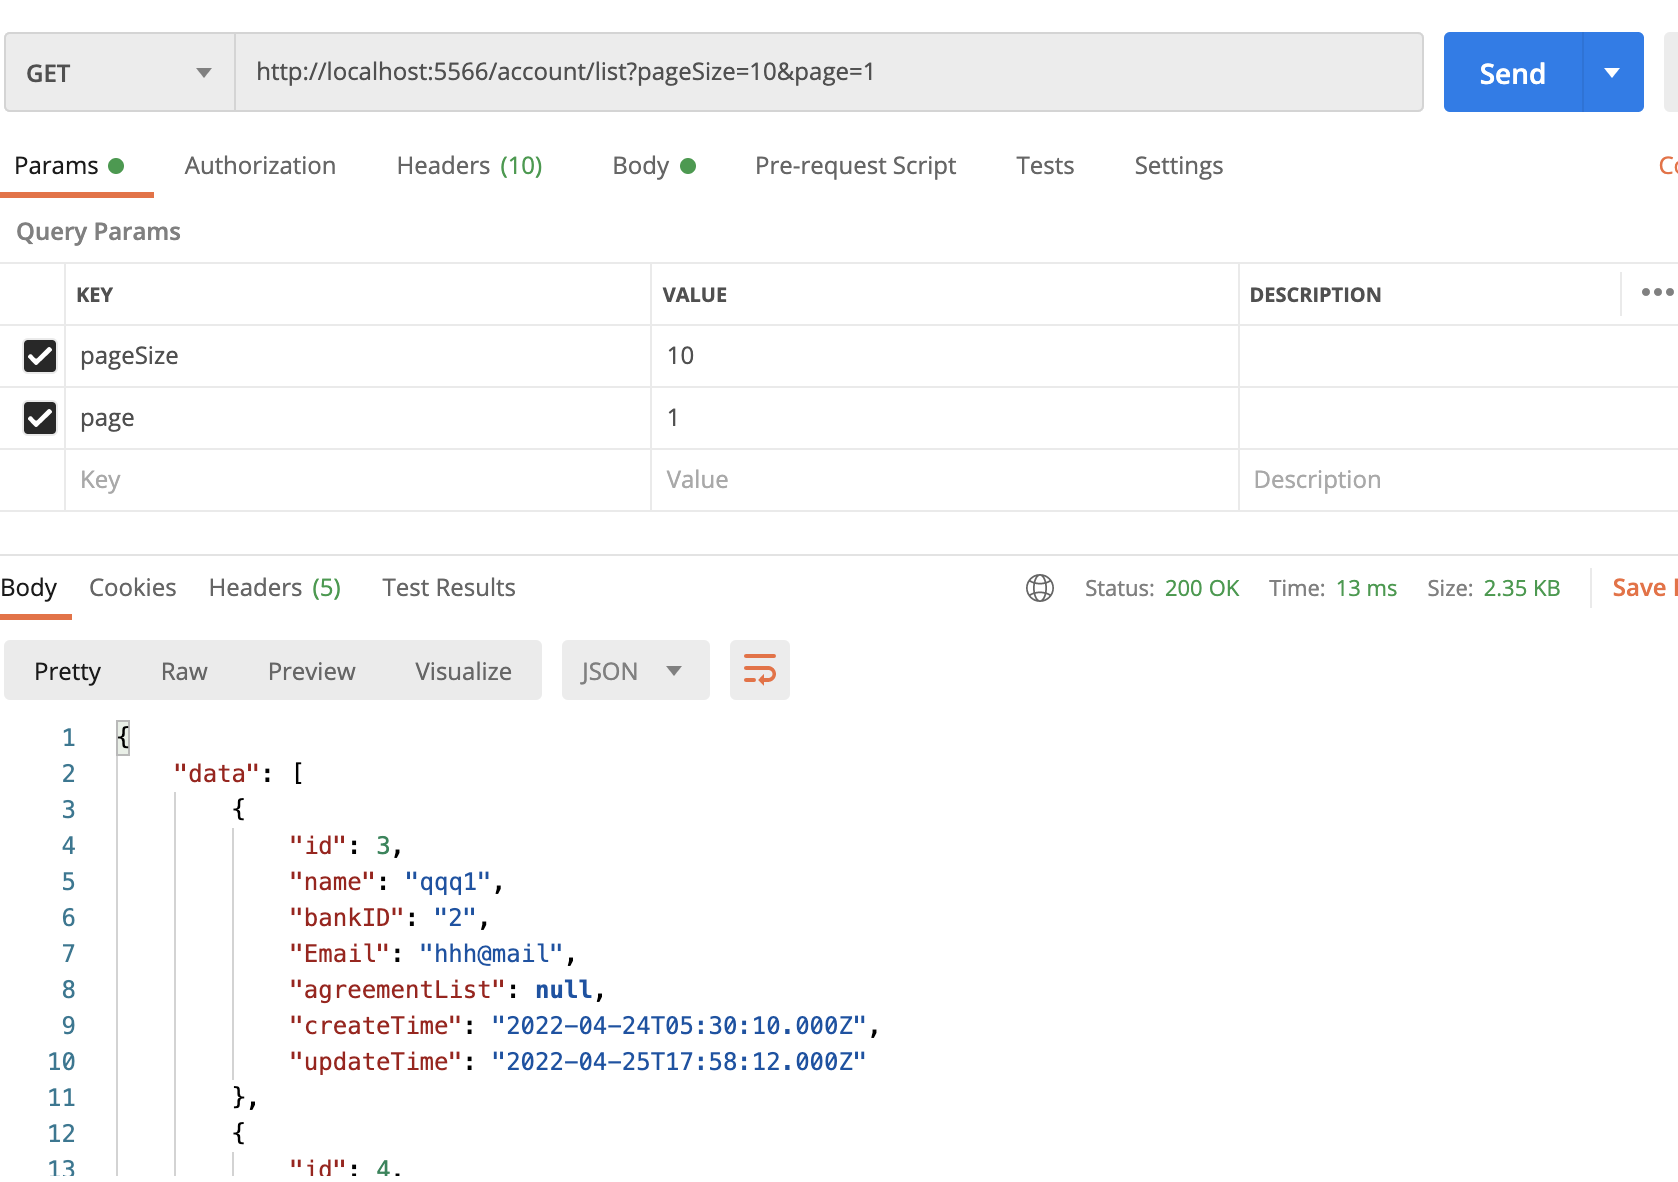 GET http://localhost:5566/account/list?pageSize=10&page=1 Send
Params Authorization Headers (10) Body Pre-request Script Tests Settings
Query Params
KEY VALUE DESCRIPTION
pageSize 10
page 1
Key Value Description
Body Cookies Headers (5) Test Results Status: 200 OK Time: 13 ms Size: 2.35 KB Save
Pretty Raw Preview Visualize JSON
1 {
2 "data": [
3 {
4 "id": 3,
5 "name": "qqq1",
6 "bankID": "2",
7 "Email": "hhh@mail",
8 "agreementList": null,
9 "createTime": "2022-04-24T05:30:10.000Z",
10 "updateTime": "2022-04-25T17:58:12.000Z"
11 },
12 {
13 "id": 4,